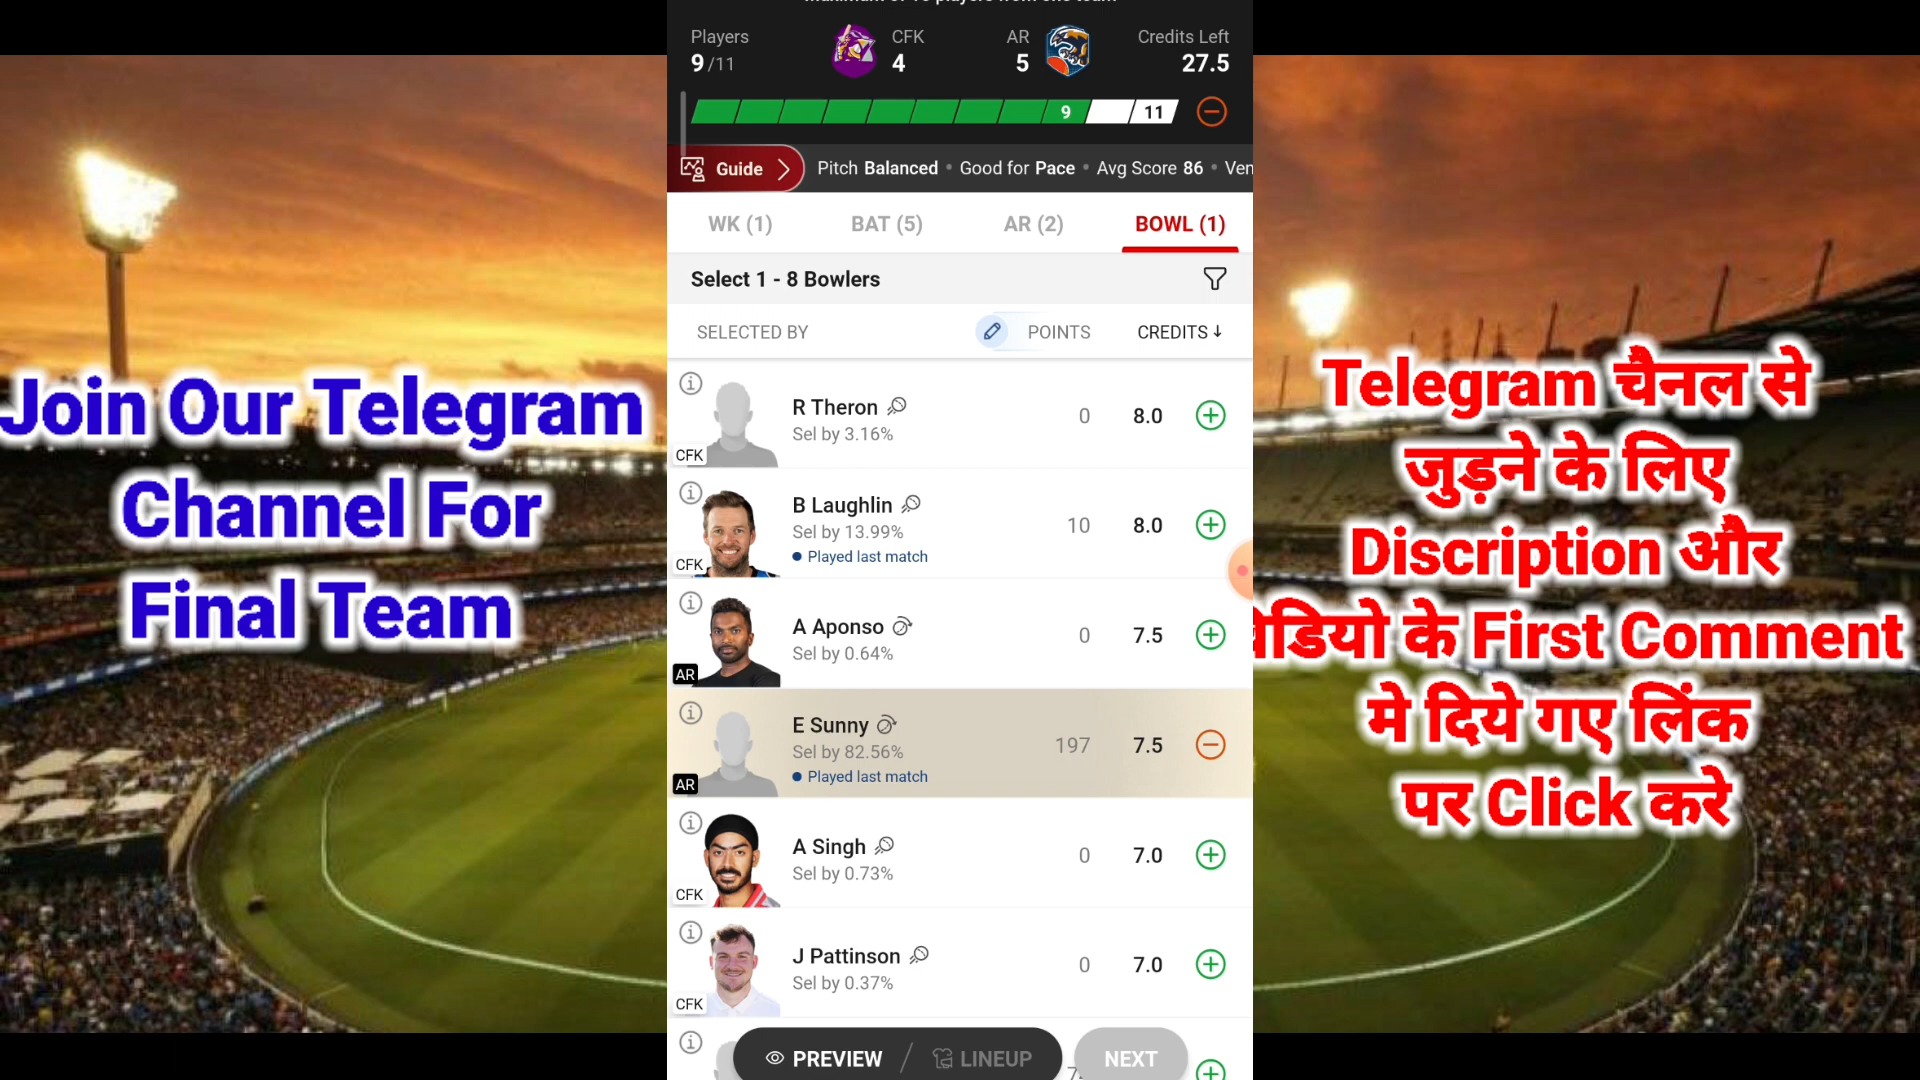 Players
9 /11
CFK
4
AR
5
Credits Left
27.5
9
11
Guide
Pitch Balanced • Good for Pace • Avg Score 86 •
WK (1)
BAT (5)
AR (2)
BOWL (1)
Select 1 - 8 Bowlers
SELECTED BY
POINTS
CREDITS ↓
R Theron
Sel by 3.16%
CFK
0
8.0
B Laughlin
Sel by 13.99%
Played last match
CFK
10
8.0
A Aponso
Sel by 0.64%
AR
0
7.5
E Sunny
Sel by 82.56%
Played last match
AR
197
7.5
A Singh
Sel by 0.73%
CFK
0
7.0
J Pattinson
Sel by 0.37%
CFK
0
7.0
PREVIEW
LINEUP
NEXT
Join Our Telegram
Channel For
Final Team
Telegram चैनल से
जुड़ने के लिए
Discription और
के First Comment
मे दिये गए लिंक
पर Click करे